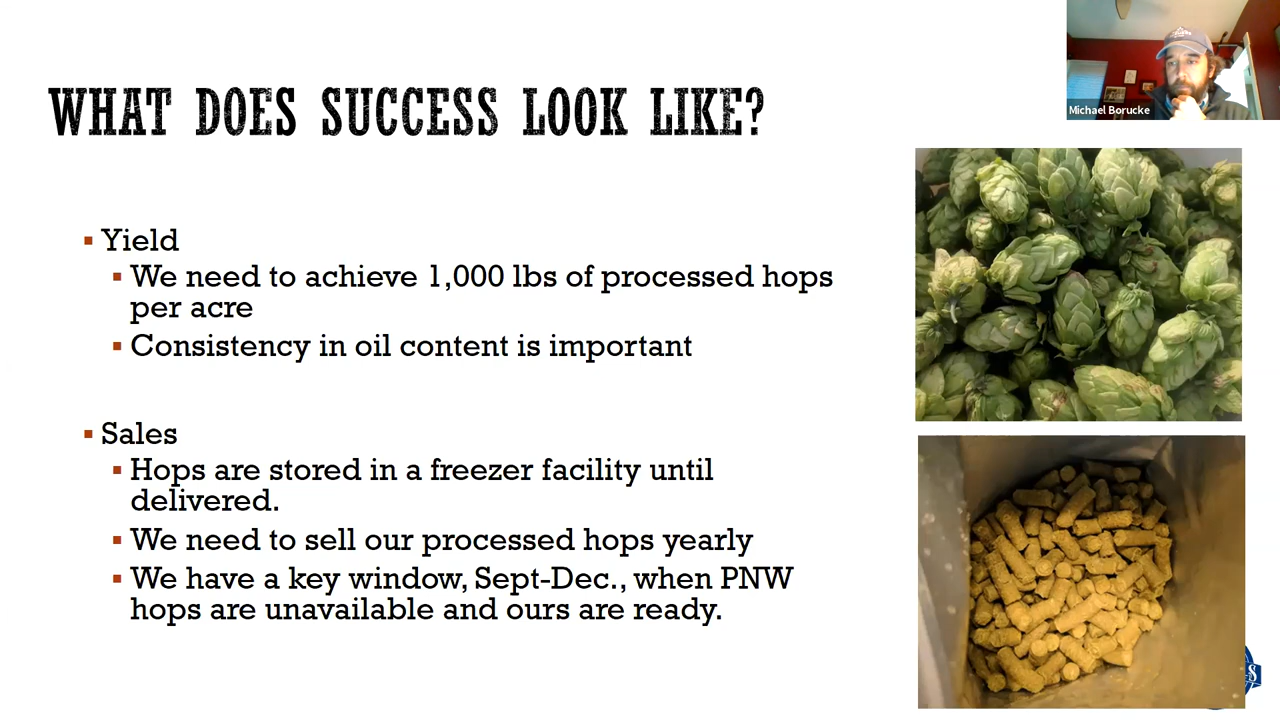 Michael Borucke
WHAT DOES SUCCESS LOOK LIKE?
▪ Yield
▪ We need to achieve 1,000 lbs of processed hops
per acre
▪ Consistency in oil content is important
▪ Sales
▪ Hops are stored in a freezer facility until
delivered.
▪ We need to sell our processed hops yearly
▪ We have a key window, Sept-Dec., when PNW
hops are unavailable and ours are ready.